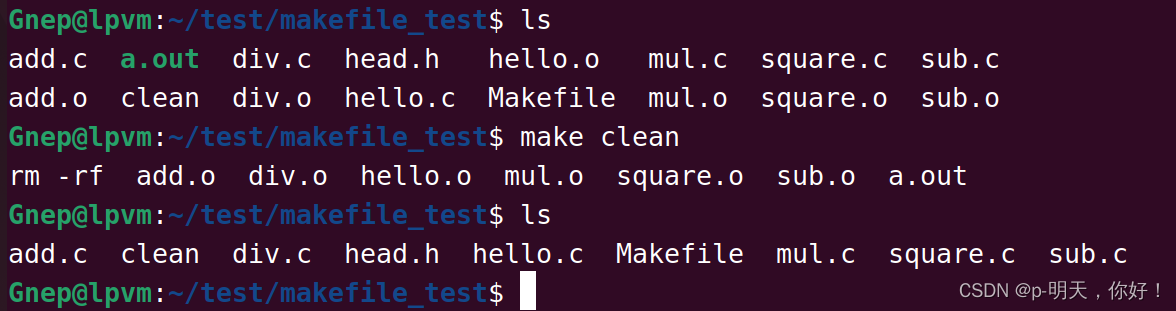 Gnep@lpvm:~/test/makefile_test$ ls
add.c  a.out  div.c  head.h   hello.o   mul.c  square.c  sub.c
add.o  clean  div.o  hello.c  Makefile  mul.o  square.o  sub.o
Gnep@lpvm:~/test/makefile_test$ make clean
rm -rf  add.o  div.o  hello.o  mul.o  square.o  sub.o  a.out
Gnep@lpvm:~/test/makefile_test$ ls
add.c  clean  div.c  head.h  hello.c  Makefile  mul.c  square.c  sub.c
Gnep@lpvm:~/test/makefile_test$
CSDN @p-明天，你好！